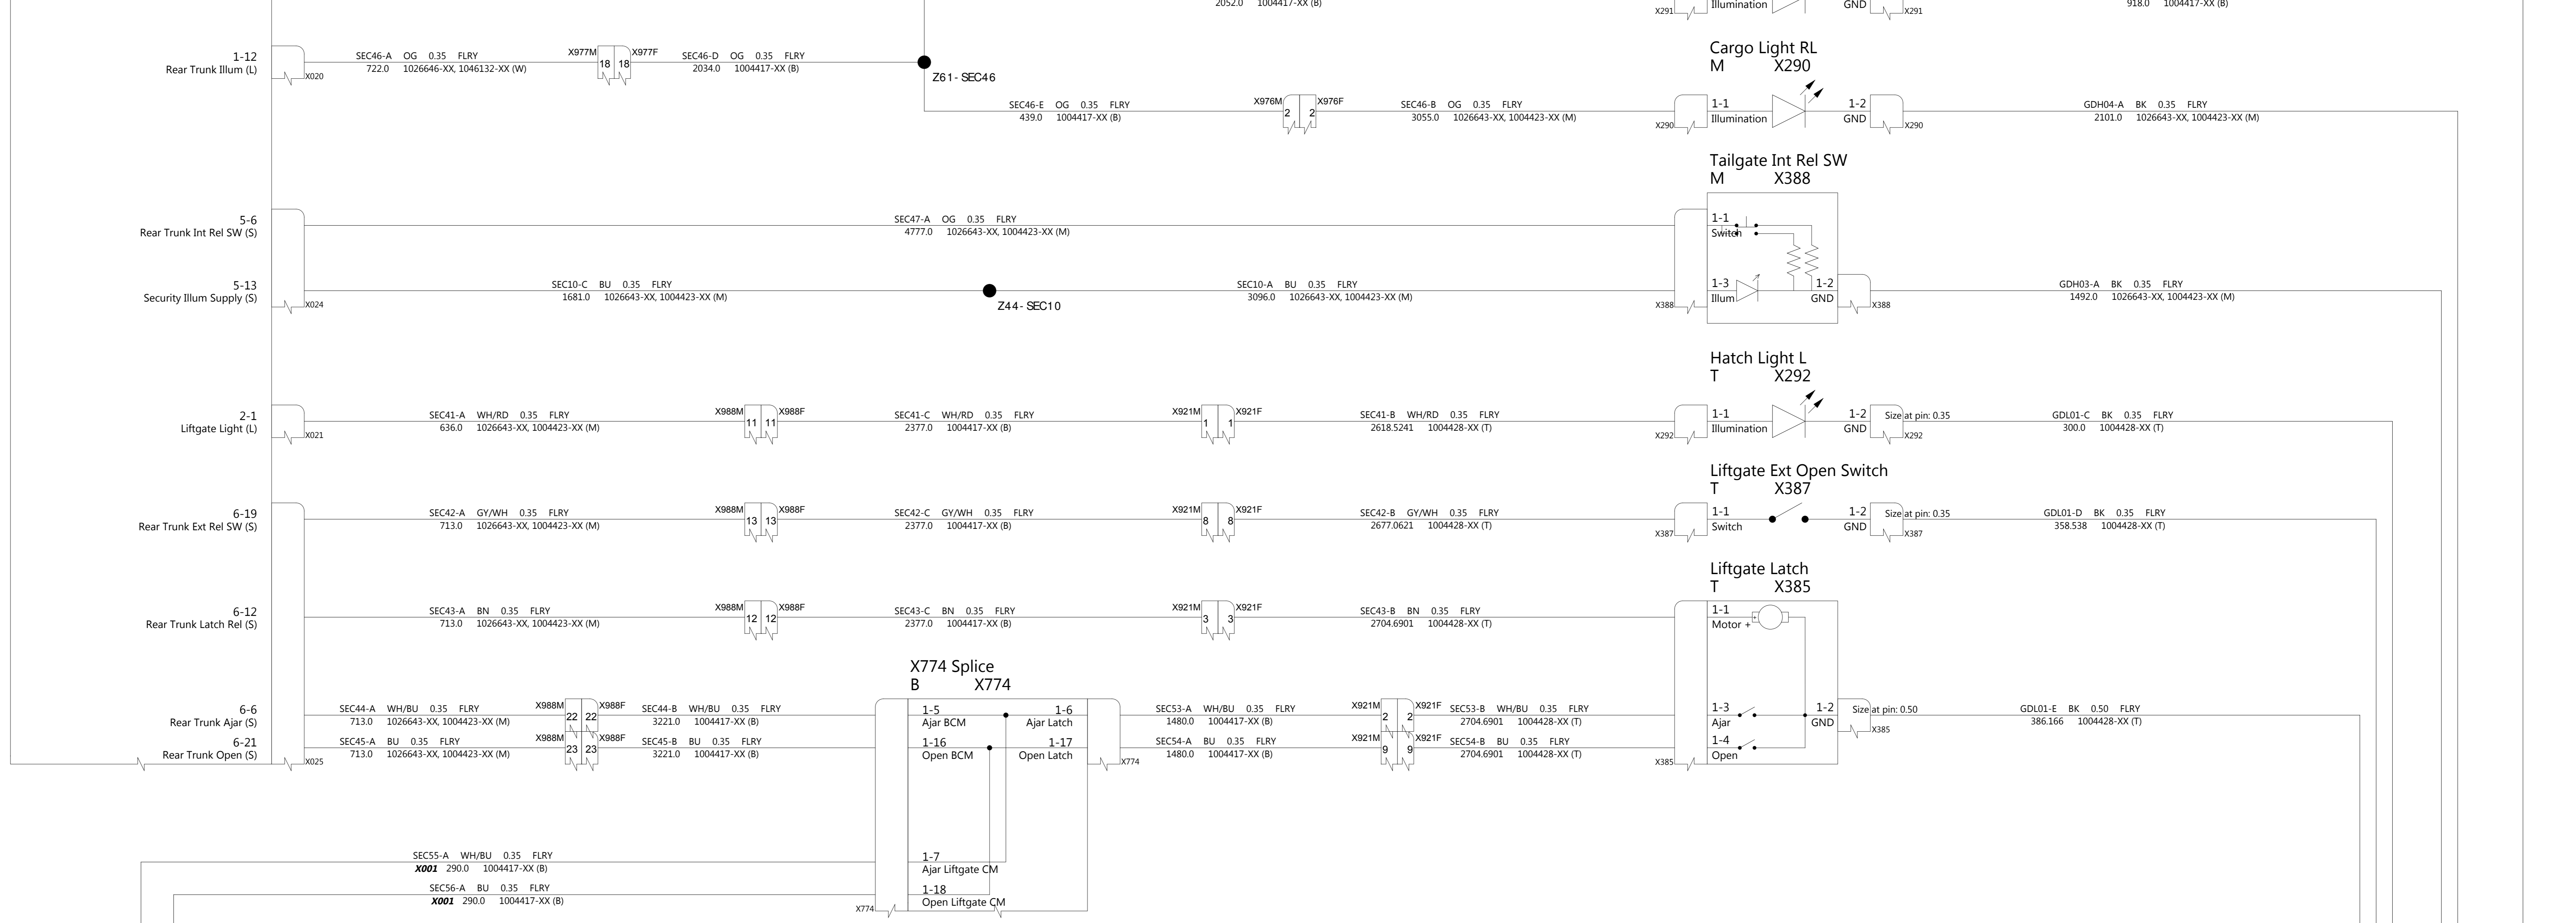 2052.0 1004417-XX (B)
X291 Illumination GND X291
918.0 1004417-XX (B)
1-12
Rear Trunk Illum (L)
X020
SEC46-A OG 0.35 FLRY
722.0 1026646-XX, 1046132-XX (W)
X977M 18 18 X977F
SEC46-D OG 0.35 FLRY
2034.0 1004417-XX (B)
Z61 - SEC46
Cargo Light RL
M X290
SEC46-E OG 0.35 FLRY
439.0 1004417-XX (B)
X976M 2 2 X976F
SEC46-B OG 0.35 FLRY
3055.0 1026643-XX, 1004423-XX (M)
X290
1-1
Illumination
1-2
GND
X290
GDH04-A BK 0.35 FLRY
2101.0 1026643-XX, 1004423-XX (M)
Tailgate Int Rel SW
M X388
5-6
Rear Trunk Int Rel SW (S)
SEC47-A OG 0.35 FLRY
4777.0 1026643-XX, 1004423-XX (M)
1-1
Switch
5-13
Security Illum Supply (S)
X024
SEC10-C BU 0.35 FLRY
1681.0 1026643-XX, 1004423-XX (M)
Z44 - SEC10
SEC10-A BU 0.35 FLRY
3096.0 1026643-XX, 1004423-XX (M)
X388
1-3
Illum
1-2
GND
X388
GDH03-A BK 0.35 FLRY
1492.0 1026643-XX, 1004423-XX (M)
Hatch Light L
T X292
2-1
Liftgate Light (L)
X021
SEC41-A WH/RD 0.35 FLRY
636.0 1026643-XX, 1004423-XX (M)
X988M 11 11 X988F
SEC41-C WH/RD 0.35 FLRY
2377.0 1004417-XX (B)
X921M 1 1 X921F
SEC41-B WH/RD 0.35 FLRY
2618.5241 1004428-XX (T)
X292
1-1
Illumination
1-2
GND
Size at pin: 0.35
X292
GDL01-C BK 0.35 FLRY
300.0 1004428-XX (T)
Liftgate Ext Open Switch
T X387
6-19
Rear Trunk Ext Rel SW (S)
SEC42-A GY/WH 0.35 FLRY
713.0 1026643-XX, 1004423-XX (M)
X988M 13 13 X988F
SEC42-C GY/WH 0.35 FLRY
2377.0 1004417-XX (B)
X921M 8 8 X921F
SEC42-B GY/WH 0.35 FLRY
2677.0621 1004428-XX (T)
X387
1-1
Switch
1-2
GND
Size at pin: 0.35
X387
GDL01-D BK 0.35 FLRY
358.538 1004428-XX (T)
Liftgate Latch
T X385
6-12
Rear Trunk Latch Rel (S)
SEC43-A BN 0.35 FLRY
713.0 1026643-XX, 1004423-XX (M)
X988M 12 12 X988F
SEC43-C BN 0.35 FLRY
2377.0 1004417-XX (B)
X921M 3 3 X921F
SEC43-B BN 0.35 FLRY
2704.6901 1004428-XX (T)
1-1
Motor +
X774 Splice
B X774
6-6
Rear Trunk Ajar (S)
SEC44-A WH/BU 0.35 FLRY
713.0 1026643-XX, 1004423-XX (M)
X988M 22 22 X988F
SEC44-B WH/BU 0.35 FLRY
3221.0 1004417-XX (B)
1-5
Ajar BCM
1-6
Ajar Latch
SEC53-A WH/BU 0.35 FLRY
1480.0 1004417-XX (B)
X921M 2 2 X921F
SEC53-B WH/BU 0.35 FLRY
2704.6901 1004428-XX (T)
1-3
Ajar
1-2
GND
Size at pin: 0.50
X385
GDL01-E BK 0.50 FLRY
386.166 1004428-XX (T)
6-21
Rear Trunk Open (S)
X025
SEC45-A BU 0.35 FLRY
713.0 1026643-XX, 1004423-XX (M)
X988M 23 23 X988F
SEC45-B BU 0.35 FLRY
3221.0 1004417-XX (B)
1-16
Open BCM
1-17
Open Latch
X774
SEC54-A BU 0.35 FLRY
1480.0 1004417-XX (B)
X921M 9 9 X921F
SEC54-B BU 0.35 FLRY
2704.6901 1004428-XX (T)
X385
1-4
Open
SEC55-A WH/BU 0.35 FLRY
X001 290.0 1004417-XX (B)
1-7
Ajar Liftgate CM
SEC56-A BU 0.35 FLRY
X001 290.0 1004417-XX (B)
X774
1-18
Open Liftgate CM